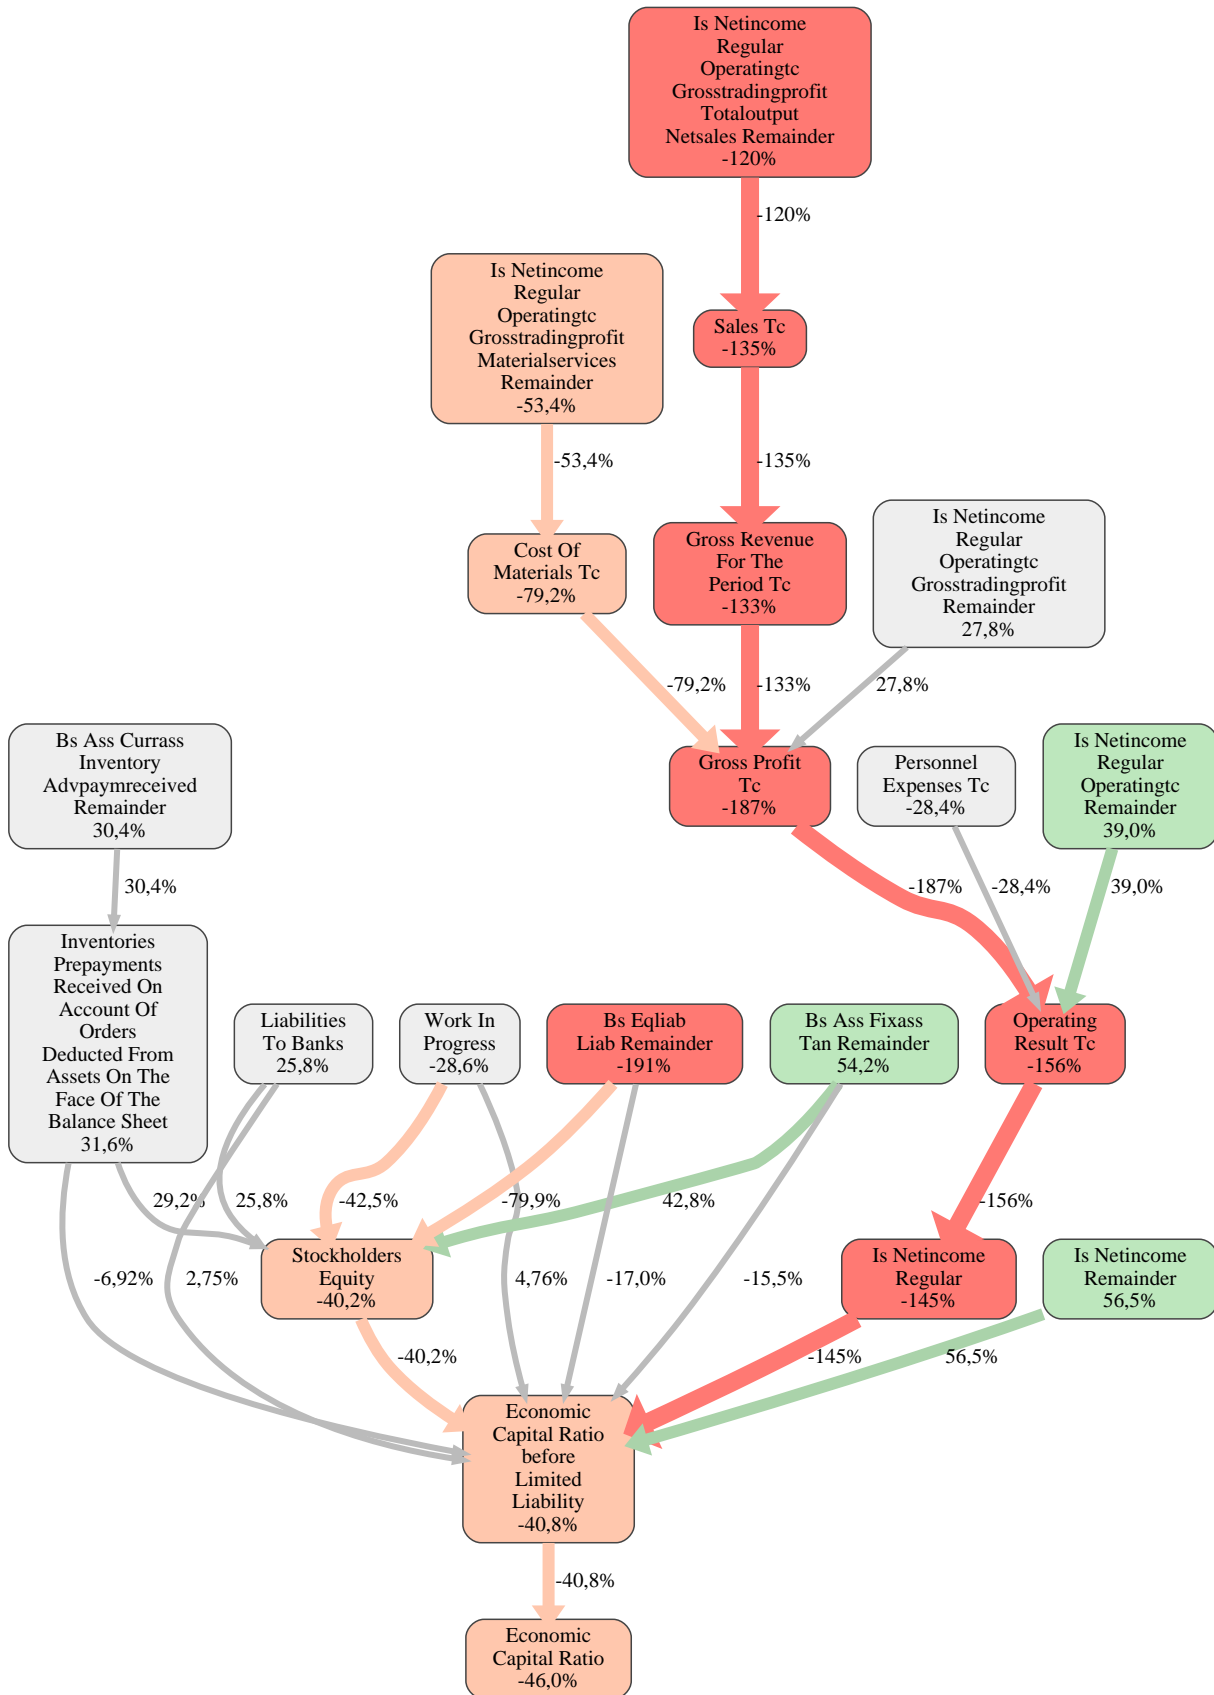 Is Netincome
Regular
Operatingtc
Grosstradingprofit
Totaloutput
Netsales Remainder
-120%
-120%
Is Netincome
Regular
Operatingtc
Grosstradingprofit
Materialservices
Remainder
-53,4%
Sales Tc
-135%
-53,4%
-135%
Is Netincome
Regular
Operatingtc
Grosstradingprofit
Remainder
27,8%
Cost Of
Materials Tc
-79,2%
Gross Revenue
For The
Period Tc
-133%
-79,2%
-133%
27,8%
Bs Ass Currass
Inventory
Advpaymreceived
Remainder
30,4%
Gross Profit
Tc
-187%
Personnel
Expenses Tc
-28,4%
Is Netincome
Regular
Operatingtc
Remainder
39,0%
30,4%
-187%
-28,4%
39,0%
Inventories
Prepayments
Received On
Account Of
Orders
Deducted From
Assets On The
Face Of The
Balance Sheet
31,6%
Liabilities
To Banks
25,8%
Work In
Progress
-28,6%
Bs Eqliab
Liab Remainder
-191%
Bs Ass Fixass
Tan Remainder
54,2%
Operating
Result Tc
-156%
29,2%
25,8%
-42,5%
-79,9%
42,8%
-156%
Stockholders
Equity
-40,2%
Is Netincome
Regular
-145%
Is Netincome
Remainder
56,5%
-6,92%
2,75%
4,76%
-17,0%
-15,5%
-40,2%
-145%
56,5%
Economic
Capital Ratio
before
Limited
Liability
-40,8%
-40,8%
Economic
Capital Ratio
-46,0%